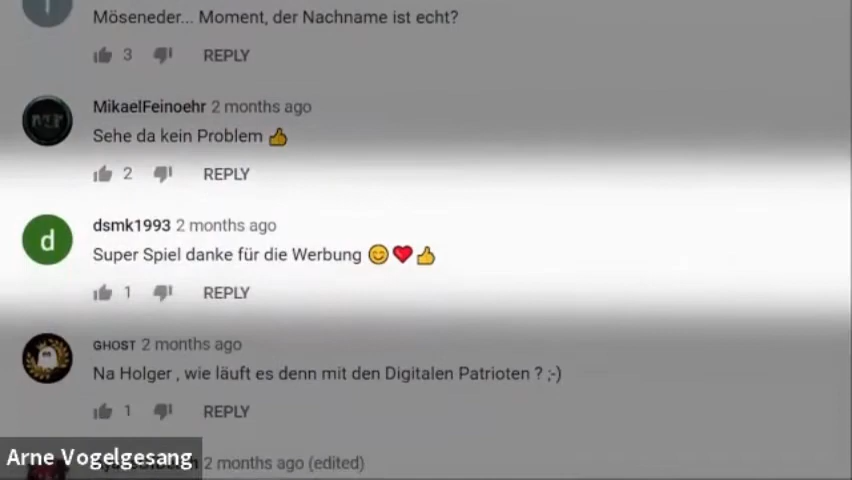 Möseneder... Moment, der Nachname ist echt?
3 REPLY
MikaelFeinoehr 2 months ago
Sehe da kein Problem 👍
2 REPLY
d
dsmk1993 2 months ago
Super Spiel danke für die Werbung 😊❤️👍
1 REPLY
GHOST 2 months ago
Na Holger , wie läuft es denn mit den Digitalen Patrioten ? ;-)
1 REPLY
Arne Vogelgesang
2 months ago (edited)